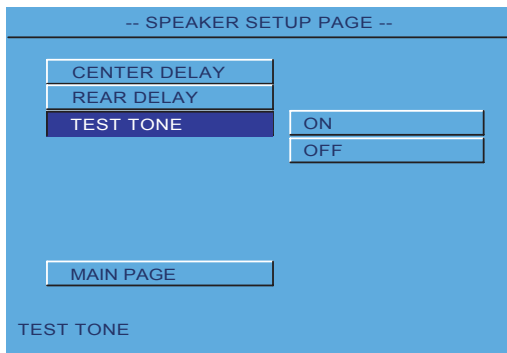 -- SPEAKER SETUP PAGE --
CENTER DELAY
REAR DELAY
TEST TONE
ON
OFF
MAIN PAGE
TEST TONE